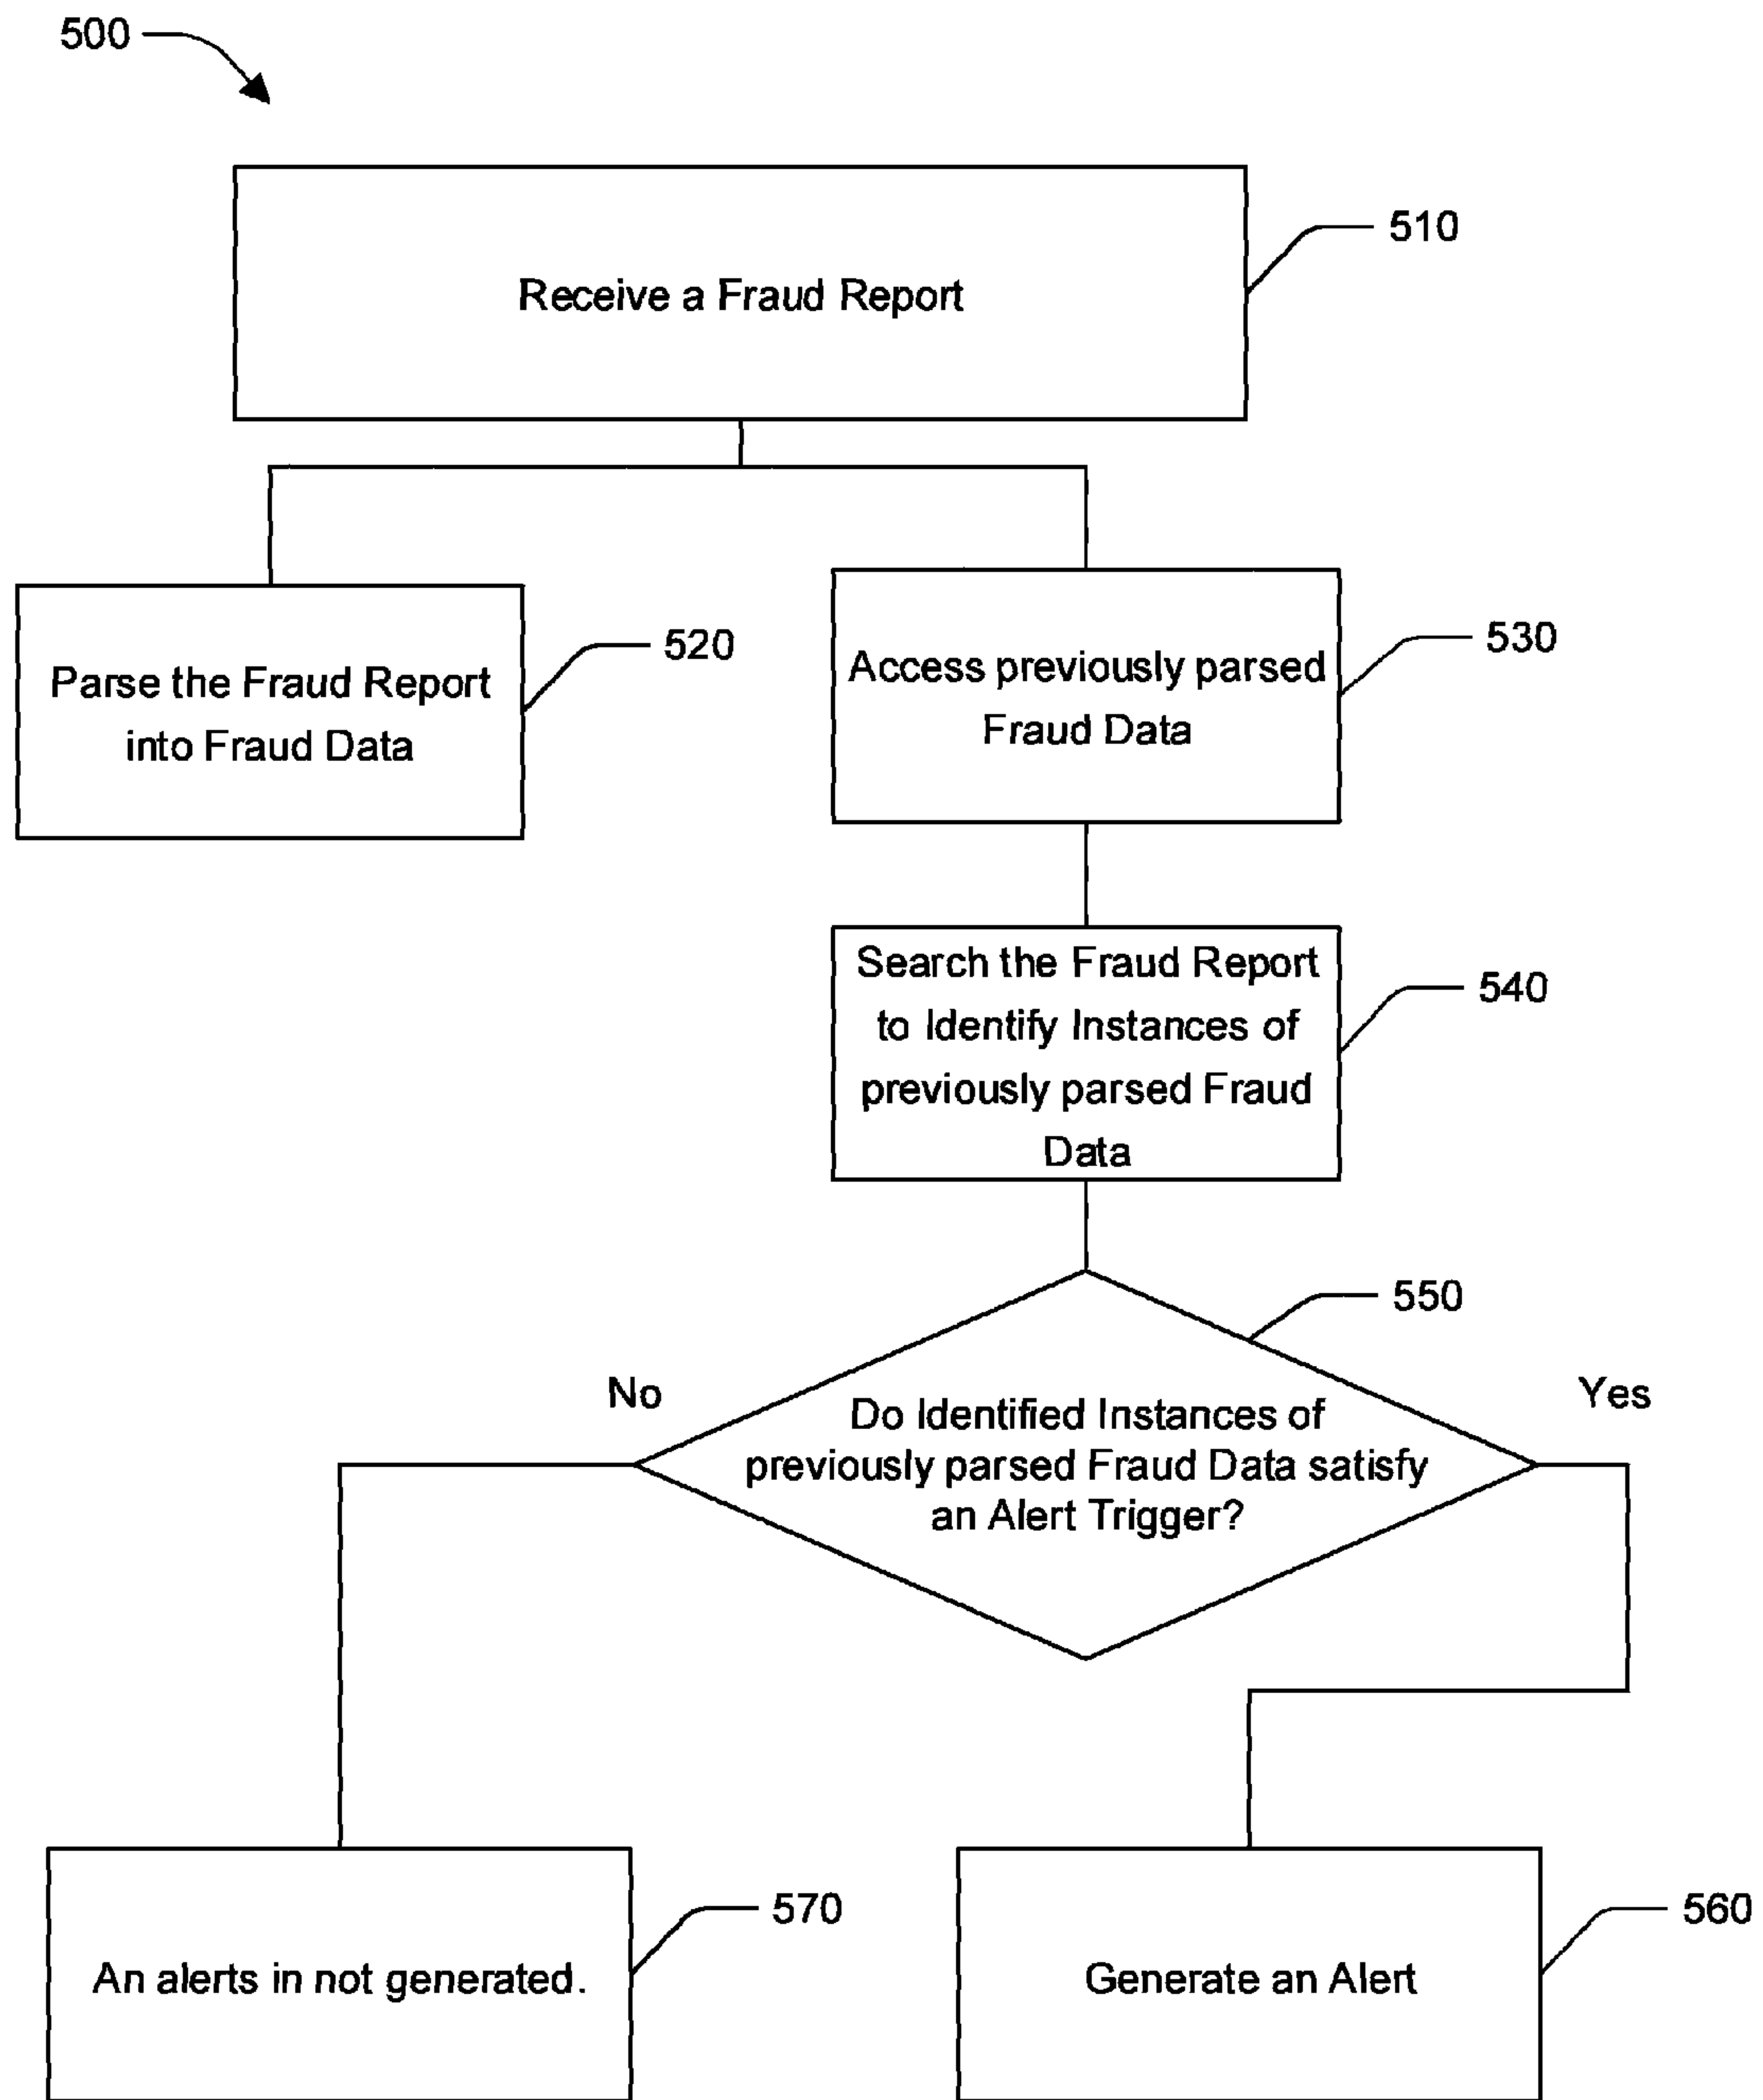 500
510
Receive a Fraud Report
520
530
Parse the Fraud Report
into Fraud Data
Access previously parsed
Fraud Data
540
Search the Fraud Report
to Identify Instances of
previously parsed Fraud
Data
550
No
Yes
Do Identified Instances of
previously parsed Fraud Data satisfy
an Alert Trigger?
570
560
An alerts in not generated.
Generate an Alert